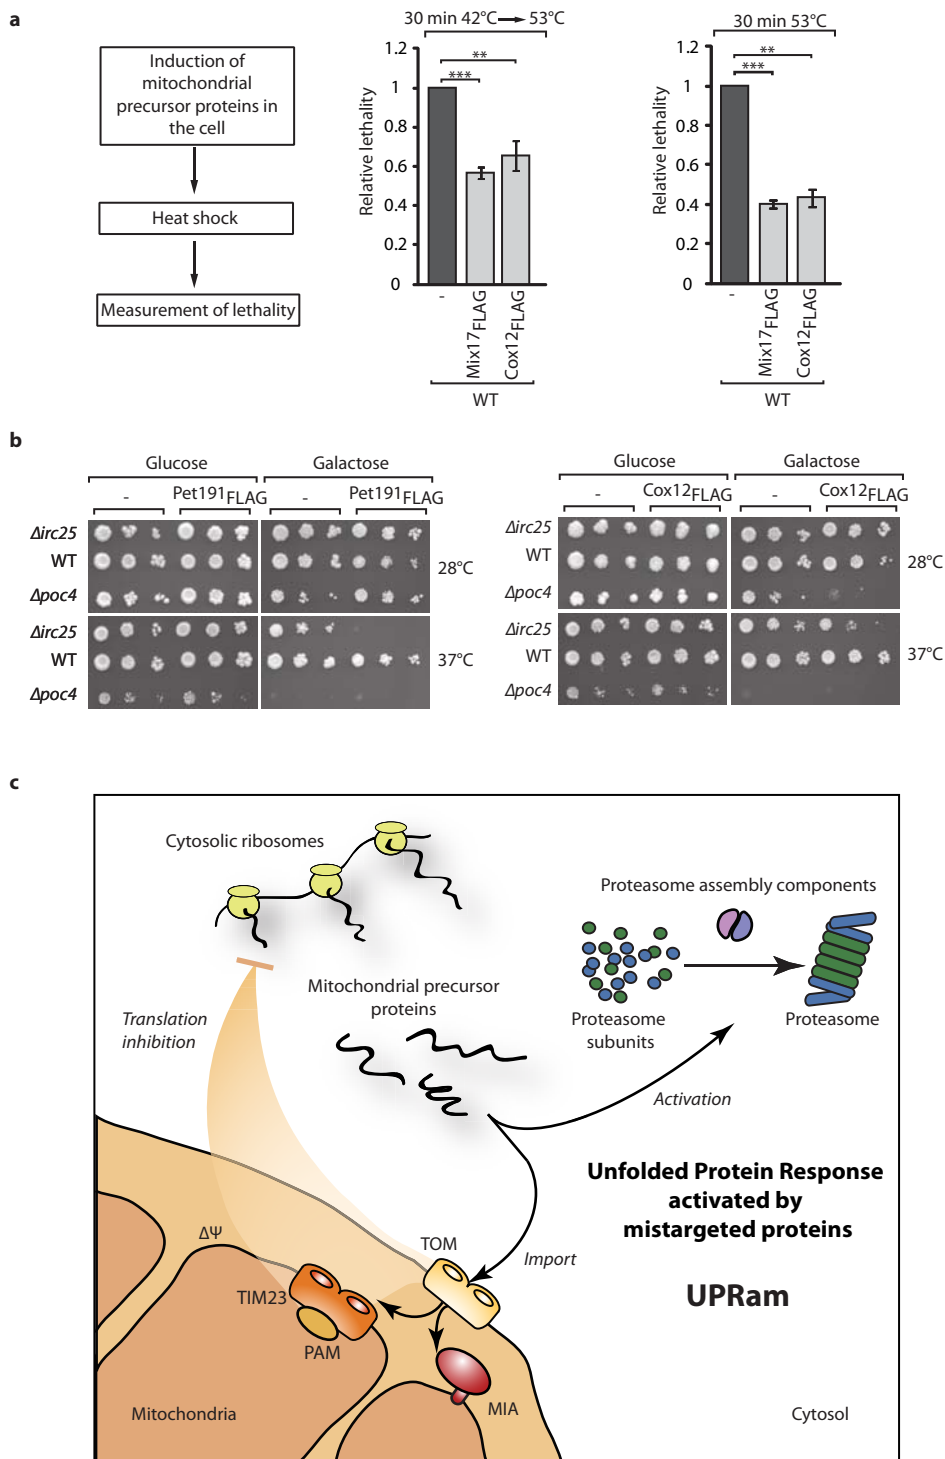 a
Induction of
mitochondrial
precursor proteins in
the cell
Heat shock
Measurement of lethality
30 min 42°C → 53°C
Relative lethality
1.2
1
0.8
0.6
0.4
0.2
0
**
***
-
Mix17FLAG
Cox12FLAG
WT
30 min 53°C
Relative lethality
1.2
1
0.8
0.6
0.4
0.2
0
**
***
-
Mix17FLAG
Cox12FLAG
WT
b
Glucose Galactose
- Pet191FLAG - Pet191FLAG
Δirc25
WT
Δpoc4
28°C
Δirc25
WT
Δpoc4
37°C
Glucose Galactose
- Cox12FLAG - Cox12FLAG
Δirc25
WT
Δpoc4
28°C
Δirc25
WT
Δpoc4
37°C
c
Cytosolic ribosomes
Proteasome assembly components
Mitochondrial precursor
proteins
Proteasome
subunits
Proteasome
Translation
inhibition
Activation
Unfolded Protein Response
activated by
mistargeted proteins
UPRam
ΔΨ
TOM
Import
TIM23
PAM
MIA
Mitochondria
Cytosol